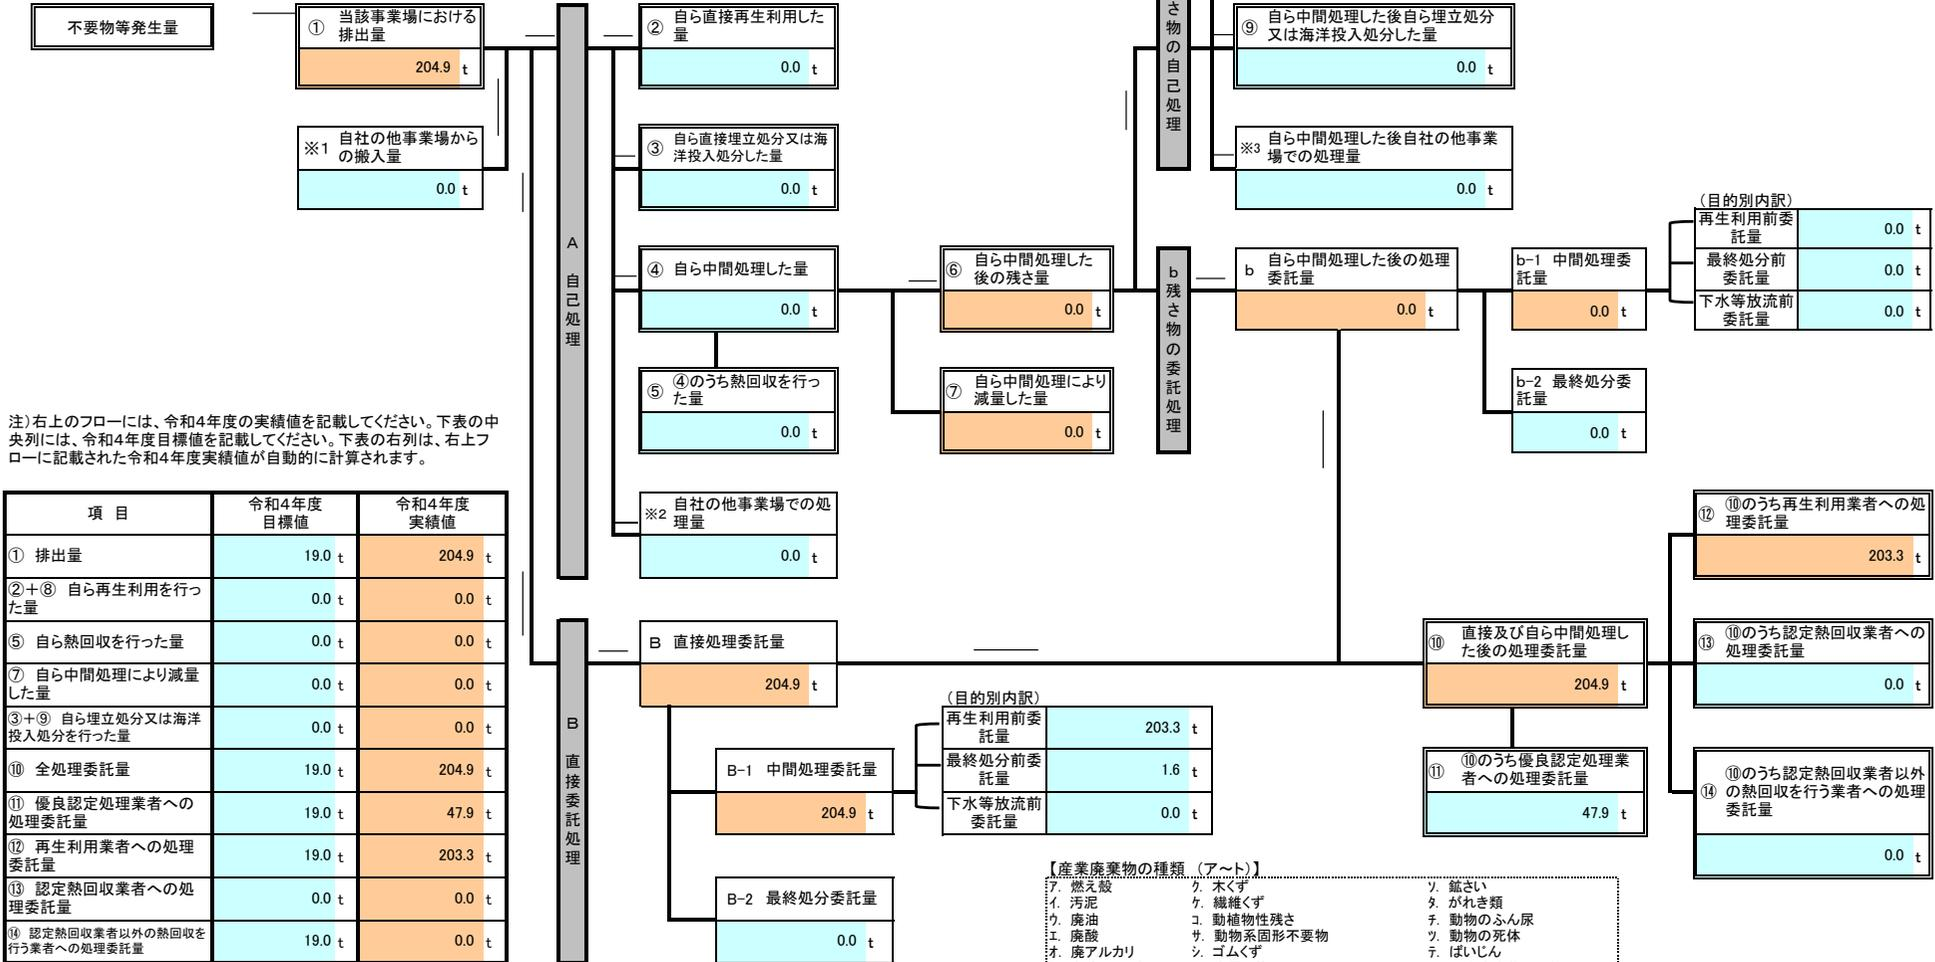 不要物等発生量
①
当該事業場における
排出量
204.9 t
※1
自社の他事業場から
の搬入量
0.0 t
A 自己処理
②
自ら直接再生利用した
量
0.0 t
③
自ら直接埋立処分又は海
洋投入処分した量
0.0 t
④ 自ら中間処理した量
0.0 t
⑤
④のうち熱回収を行っ
た量
0.0 t
※2
自社の他事業場での処
理量
0.0 t
⑥
自ら中間処理した
後の残さ量
0.0 t
⑦
自ら中間処理により
減量した量
0.0 t
さ物の自己処理
⑨
自ら中間処理した後自ら埋立処分
又は海洋投入処分した量
0.0 t
※3
自ら中間処理した後自社の他事業
場での処理量
0.0 t
b残さ物の委託処理
b
自ら中間処理した後の処理
委託量
0.0 t
b-1 中間処理委
託量
0.0 t
b-2 最終処分委
託量
0.0 t
(目的別内訳)
再生利用前委
託量
0.0 t
最終処分前
委託量
0.0 t
下水等放流前
委託量
0.0 t
注)右上のフローには、令和4年度の実績値を記載してください。下表の中
央列には、令和4年度目標値を記載してください。下表の右列は、右上フ
ローに記載された令和4年度実績値が自動的に計算されます。
項 目
令和4年度
目標値
令和4年度
実績値
① 排出量 19.0 t 204.9 t
②+⑧ 自ら再生利用を行っ
た量 0.0 t 0.0 t
⑤ 自ら熱回収を行った量 0.0 t 0.0 t
⑦ 自ら中間処理により減量
した量 0.0 t 0.0 t
③+⑨ 自ら埋立処分又は海洋
投入処分を行った量 0.0 t 0.0 t
⑩ 全処理委託量 19.0 t 204.9 t
⑪ 優良認定処理業者への
処理委託量 19.0 t 47.9 t
⑫ 再生利用業者への処理
委託量 19.0 t 203.3 t
⑬ 認定熱回収業者への処
理委託量 0.0 t 0.0 t
⑭ 認定熱回収業者以外の熱回収を
行う業者への処理委託量 19.0 t 0.0 t
B 直接委託処理
B 直接処理委託量
204.9 t
B-1 中間処理委託量
204.9 t
B-2 最終処分委託量
0.0 t
(目的別内訳)
再生利用前委
託量
203.3 t
最終処分前委
託量
1.6 t
下水等放流前
委託量
0.0 t
⑩
直接及び自ら中間処理し
た後の処理委託量
204.9 t
⑪
⑩のうち優良認定処理業
者への処理委託量
47.9 t
⑫
⑩のうち再生利用業者への処
理委託量
203.3 t
⑬
⑩のうち認定熱回収業者への
処理委託量
0.0 t
⑭
⑩のうち認定熱回収業者以外
の熱回収を行う業者への処理
委託量
0.0 t
【産業廃棄物の種類 (ア~ト)】
ア. 燃え殻 ク. 木くず ソ. 鉱さい
イ. 汚泥 ケ. 繊維くず タ. がれき類
ウ. 廃油 コ. 動植物性残さ チ. 動物のふん尿
エ. 廃酸 サ. 動物系固形不要物 ツ. 動物の死体
オ. 廃アルカリ シ. ゴムくず テ. ばいじん